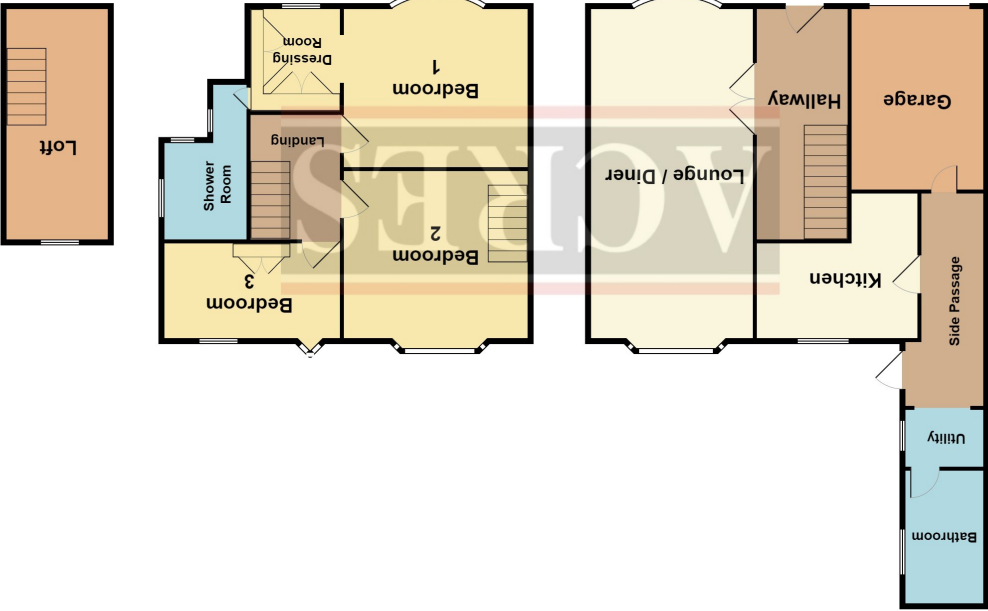 Bathroom
Utility
Side Passage
Kitchen
Garage
Hallway
Lounge / Diner
ACRES
Bedroom
2
Bedroom
3
Landing
Shower
Room
Bedroom
1
Dressing
Room
Loft